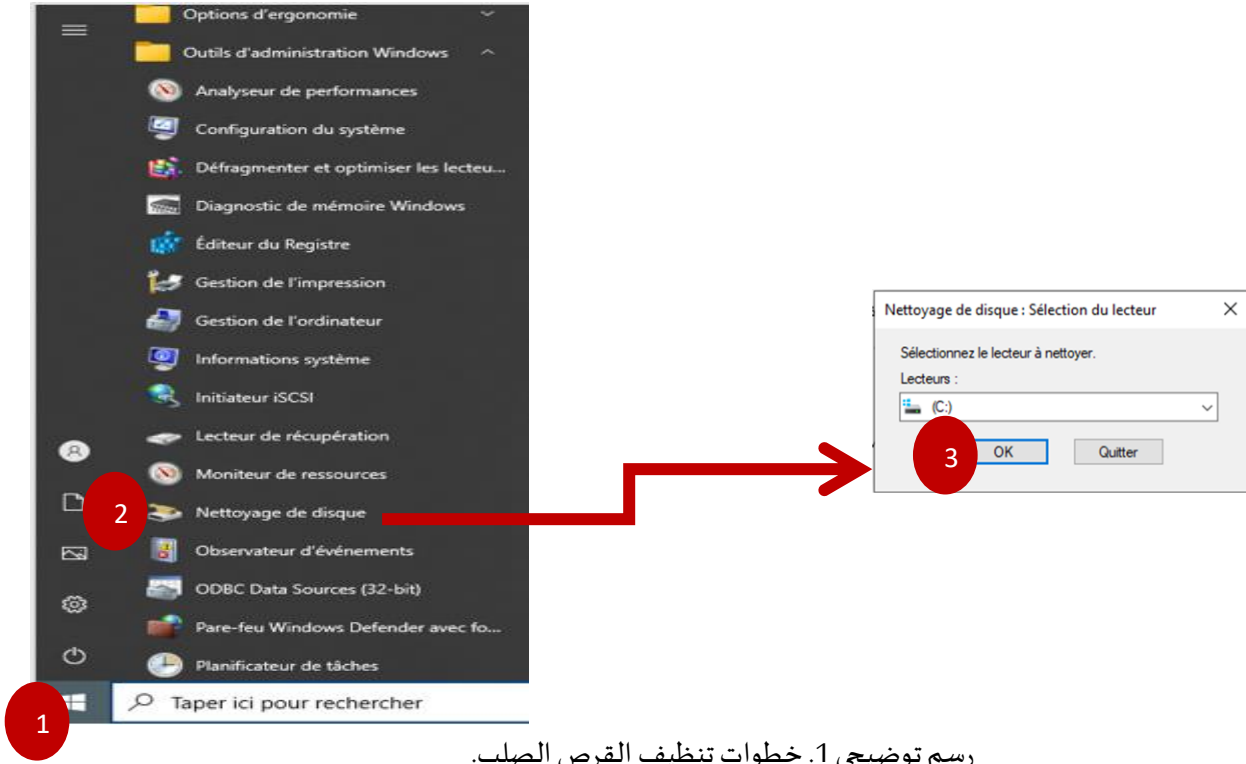 Options d'ergonomie
Outils d'administration Windows
Analyseur de performances
Configuration du système
Défragmenter et optimiser les lecteu...
Diagnostic de mémoire Windows
Éditeur du Registre
Gestion de l'impression
Gestion de l'ordinateur
Informations système
Initiateur iSCSI
Lecteur de récupération
Moniteur de ressources
2
Nettoyage de disque
Observateur d'événements
ODBC Data Sources (32-bit)
Pare-feu Windows Defender avec fo...
Planificateur de tâches
1
Taper ici pour rechercher
Nettoyage de disque : Sélection du lecteur
Sélectionnez le lecteur à nettoyer.
Lecteurs :
(C:)
3
OK
Quitter
رسم توضيحي 1. خطوات تنظيف القرص الصلب.